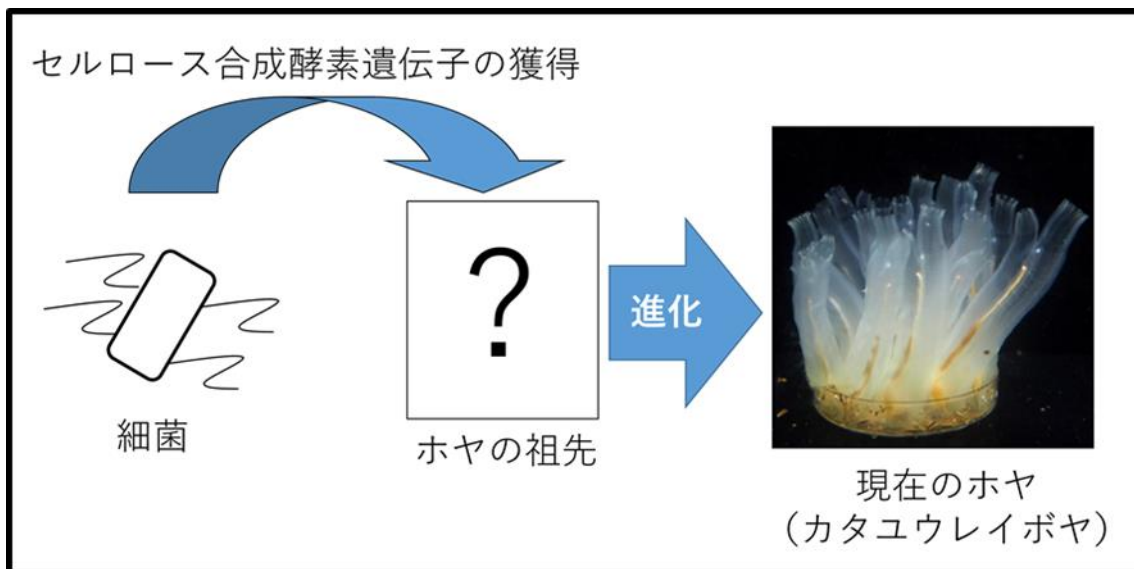 セルロース合成酵素遺伝子の獲得
?
進化
細菌
ホヤの祖先
現在のホヤ
(カタユウレイボヤ)